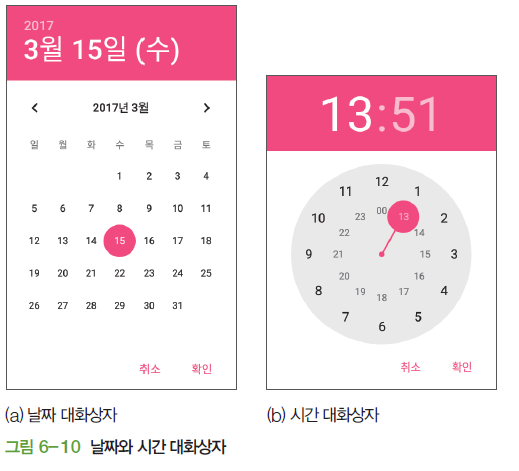 2017
3월 15일 (수)
2017년 3월
일 월 화 수 목 금 토
1 2 3 4
5 6 7 8 9 10 11
12 13 14 15 16 17 18
19 20 21 22 23 24 25
26 27 28 29 30 31
취소 확인
(a) 날짜 대화상자
13:51
12
11 1
00
23 13
10 2
22 14
9 21 15 3
20 16
8 4
19 17
18
7 5
6
취소 확인
(b) 시간 대화상자
그림 6-10 날짜와 시간 대화상자